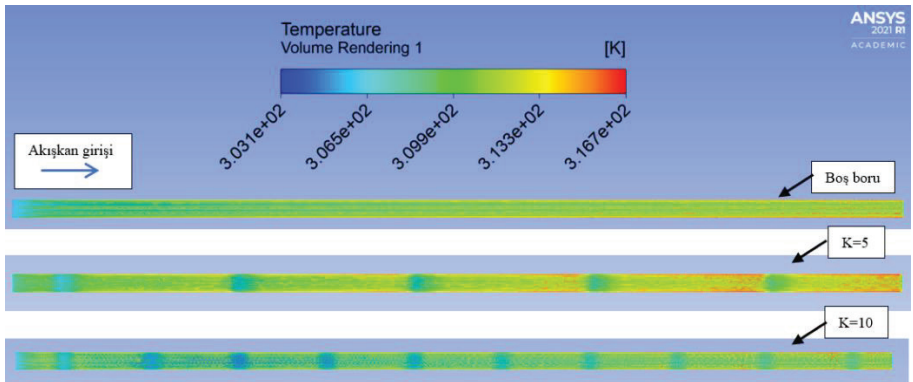 ANSYS
2021 R1
ACADEMIC
Temperature
Volume Rendering 1
[K]
3.031e+02
3.065e+02
3.099e+02
3.133e+02
3.167e+02
Akışkan girişi
Boş boru
K=5
K=10